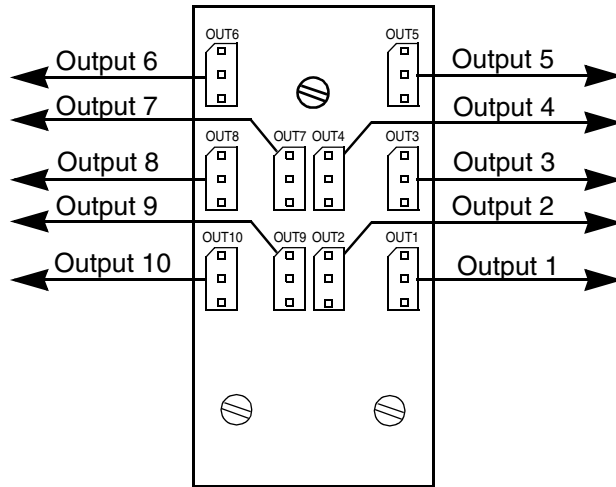 OUT6 OUT5
Output 6 Output 5
Output 7 Output 4
OUT8 OUT7 OUT4 OUT3
Output 8 Output 3
Output 9 Output 2
OUT10 OUT9 OUT2 OUT1
Output 10 Output 1